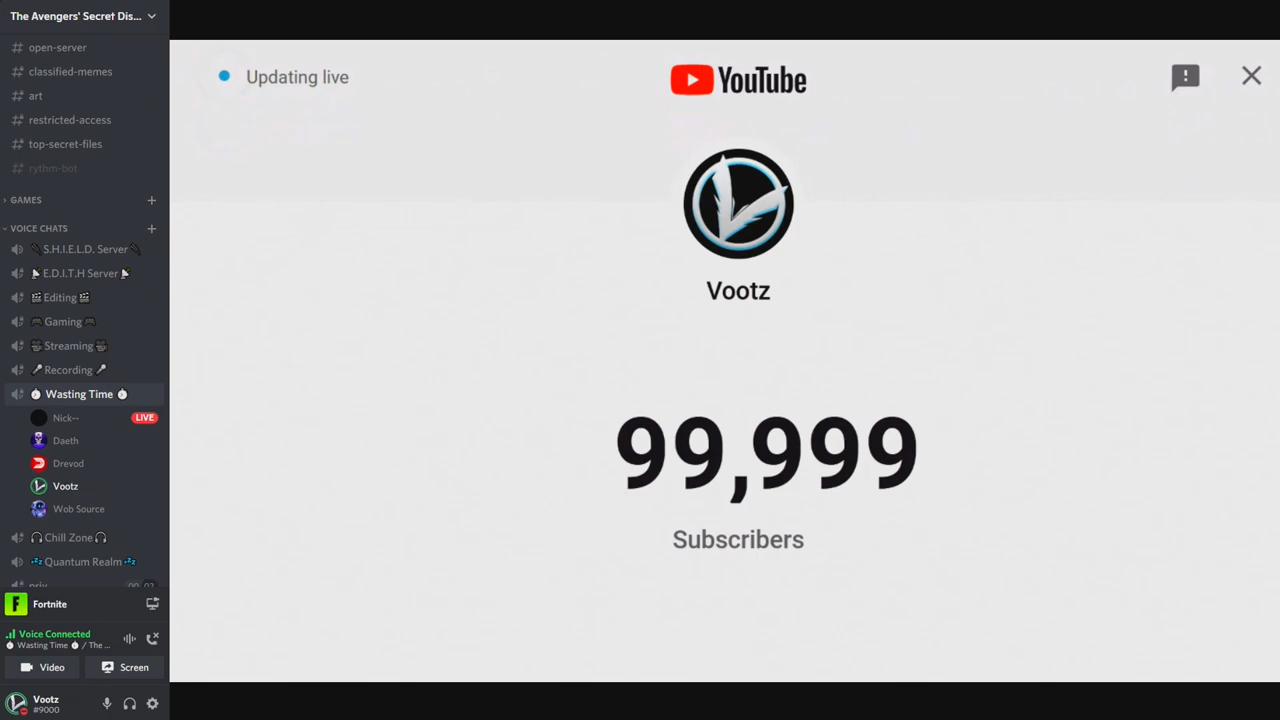 The Avengers' Secret Dis...
# open-server
# classified-memes
# art
# restricted-access
# top-secret-files
# rythm-bot
GAMES +
VOICE CHATS +
S.H.I.E.L.D. Server
E.D.I.T.H Server
Editing
Gaming
Streaming
Recording
Wasting Time
Nick-- LIVE
Daeth
Drevod
Vootz
Wob Source
Chill Zone
Quantum Realm
F Fortnite
Voice Connected
Wasting Time / The ...
Video Screen
Vootz
#9000
Updating live
YouTube
Vootz
99,999
Subscribers